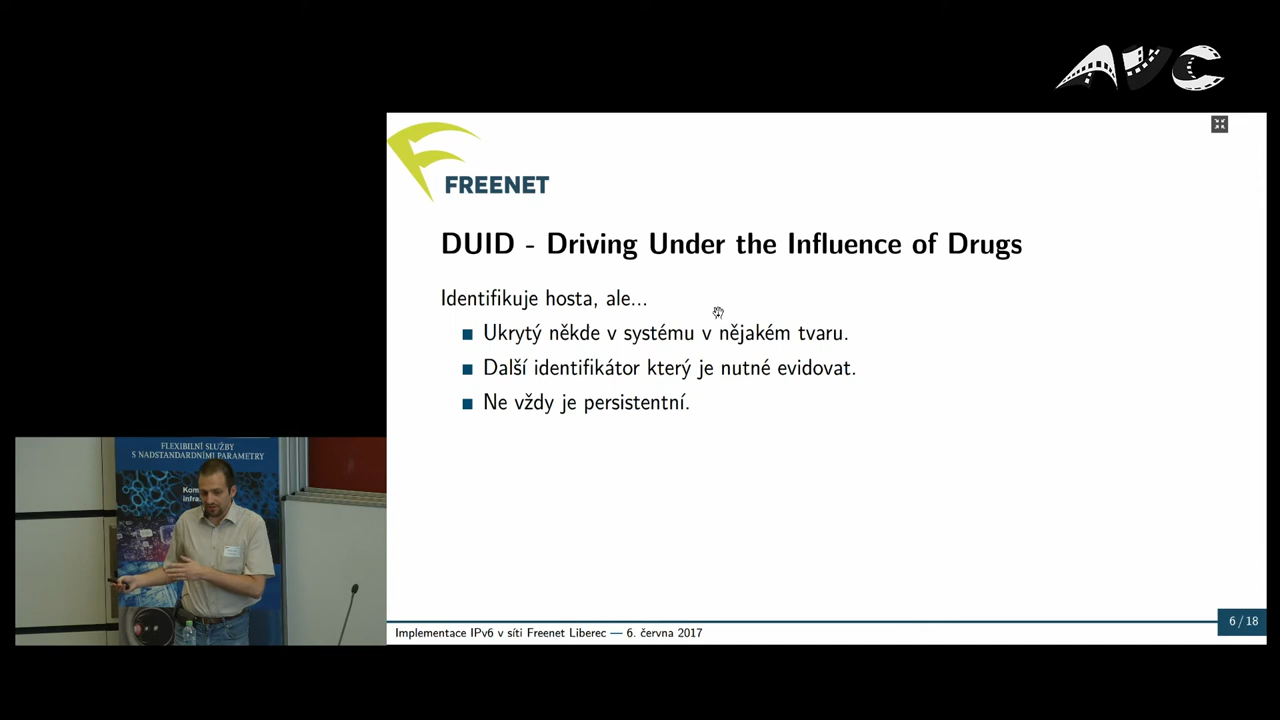 AVC
FREENET
DUID - Driving Under the Influence of Drugs
Identifikuje hosta, ale...
Ukrytý někde v systému v nějakém tvaru.
Další identifikátor který je nutné evidovat.
Ne vždy je persistentní.
FLEXIBILNÍ SLUŽBY
S NADSTANDARDNÍMI PARAMETRY
Implementace IPv6 v síti Freenet Liberec — 6. června 2017
6 / 18